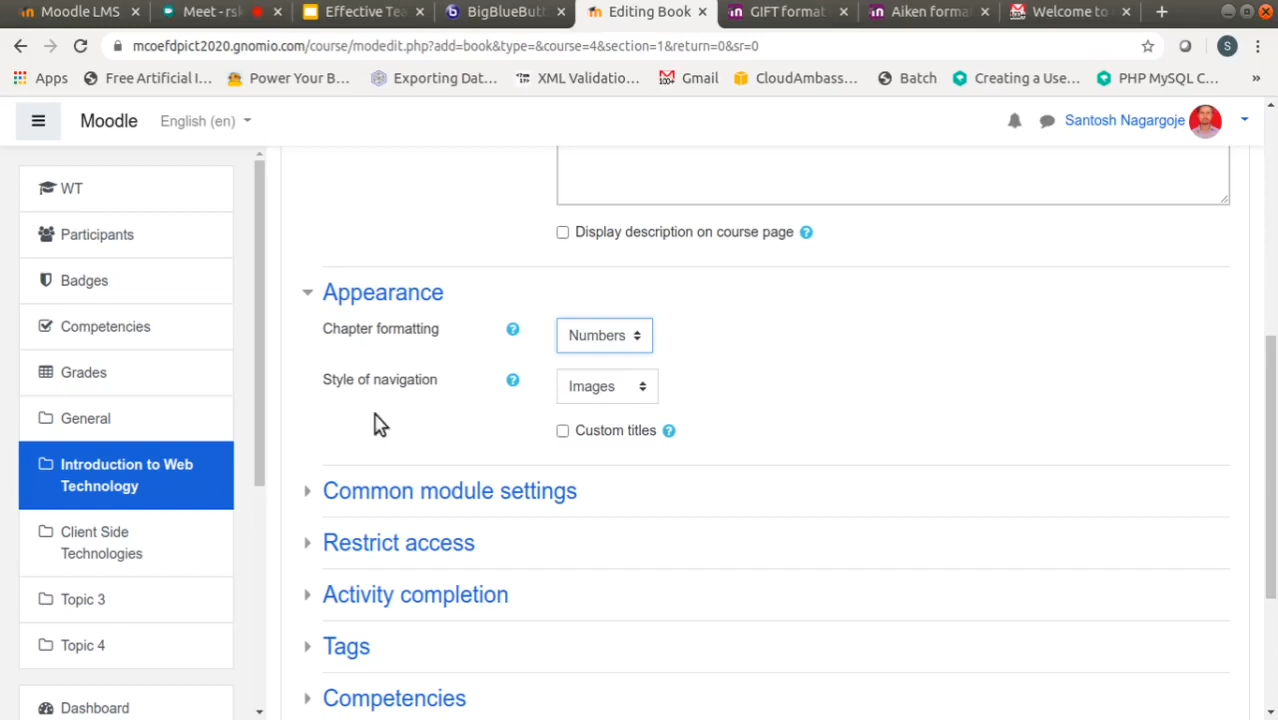 Moodle LMS
Meet - rsk
Effective Tea
BigBlueButt
Editing Book
GIFT format
Aiken forma
Welcome to
mcoefdpict2020.gnomio.com/course/modedit.php?add=book&type=&course=4&section=1&return=0&sr=0
S
Apps
Free Artificial I...
Power Your B...
Exporting Dat...
XML Validatio...
Gmail
CloudAmbass...
Batch
Creating a Use...
PHP MySQL C...
»
Moodle
English (en)
Santosh Nagargoje
WT
Participants
Badges
Competencies
Grades
General
Introduction to Web
Technology
Client Side
Technologies
Topic 3
Topic 4
Dashboard
Display description on course page
Appearance
Chapter formatting
Numbers
Style of navigation
Images
Custom titles
Common module settings
Restrict access
Activity completion
Tags
Competencies